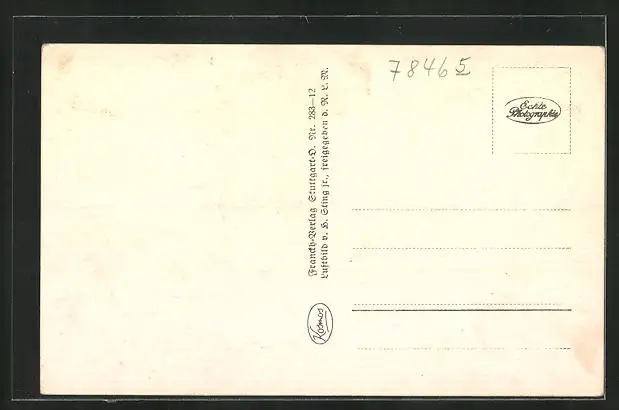 78465
Echte
Photographie
Franckh-Verlag Stuttgart-O. Nr. 283—12
Luftbild v. H. Sting jr., freigegeben d. R. L. M.
Kosmos